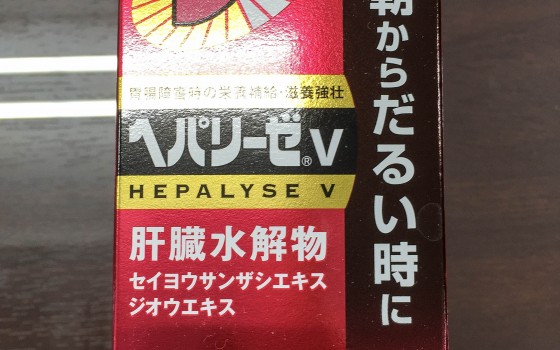 朝からだるい時に
胃腸障害時の栄養補給・滋養強壮
ヘパリーゼ®V
HEPALYSE V
肝臓水解物
セイヨウサンザシエキス
ジオウエキス